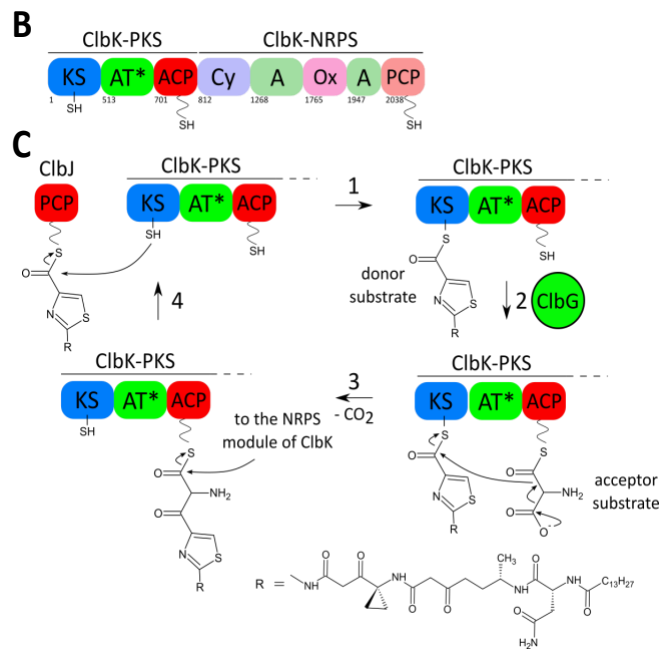 B
ClbK-PKS ClbK-NRPS
KS AT* ACP Cy A Ox A PCP
1 513 701 812 1268 1765 1947 2038
SH SH SH
C
ClbJ ClbK-PKS 1 ClbK-PKS
PCP KS AT* ACP KS AT* ACP
SH SH S SH
S
O O
donor
substrate
N S N S
R R
4 2 ClbG
ClbK-PKS 3 ClbK-PKS
- CO2
KS AT* ACP KS AT* ACP
SH
to the NRPS
module of ClbK
S S S
O O O
NH2 NH2
acceptor
substrate
O O O-
N S N S
R R
R = NH O O NH O O CH3 NH O NH O C13H27
O H2N